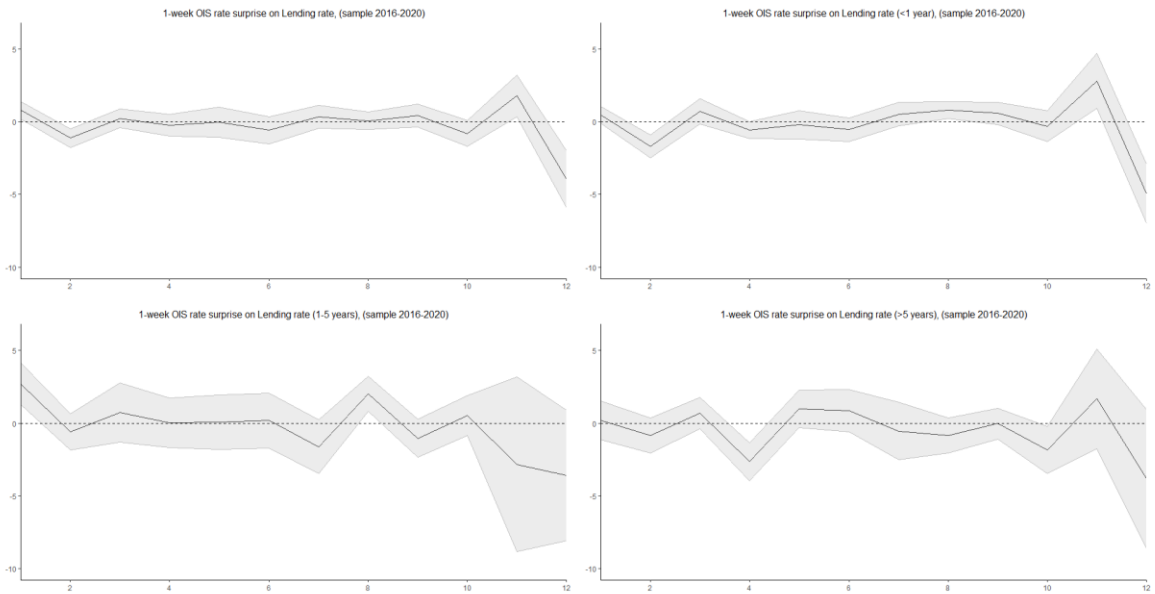 1-week OIS rate surprise on Lending rate, (sample 2016-2020)
5
0
-5
-10
2 4 6 8 10 12
1-week OIS rate surprise on Lending rate (<1 year), (sample 2016-2020)
5
0
-5
-10
2 4 6 8 10 12
1-week OIS rate surprise on Lending rate (1-5 years), (sample 2016-2020)
5
0
-5
-10
2 4 6 8 10 12
1-week OIS rate surprise on Lending rate (>5 years), (sample 2016-2020)
5
0
-5
-10
2 4 6 8 10 12